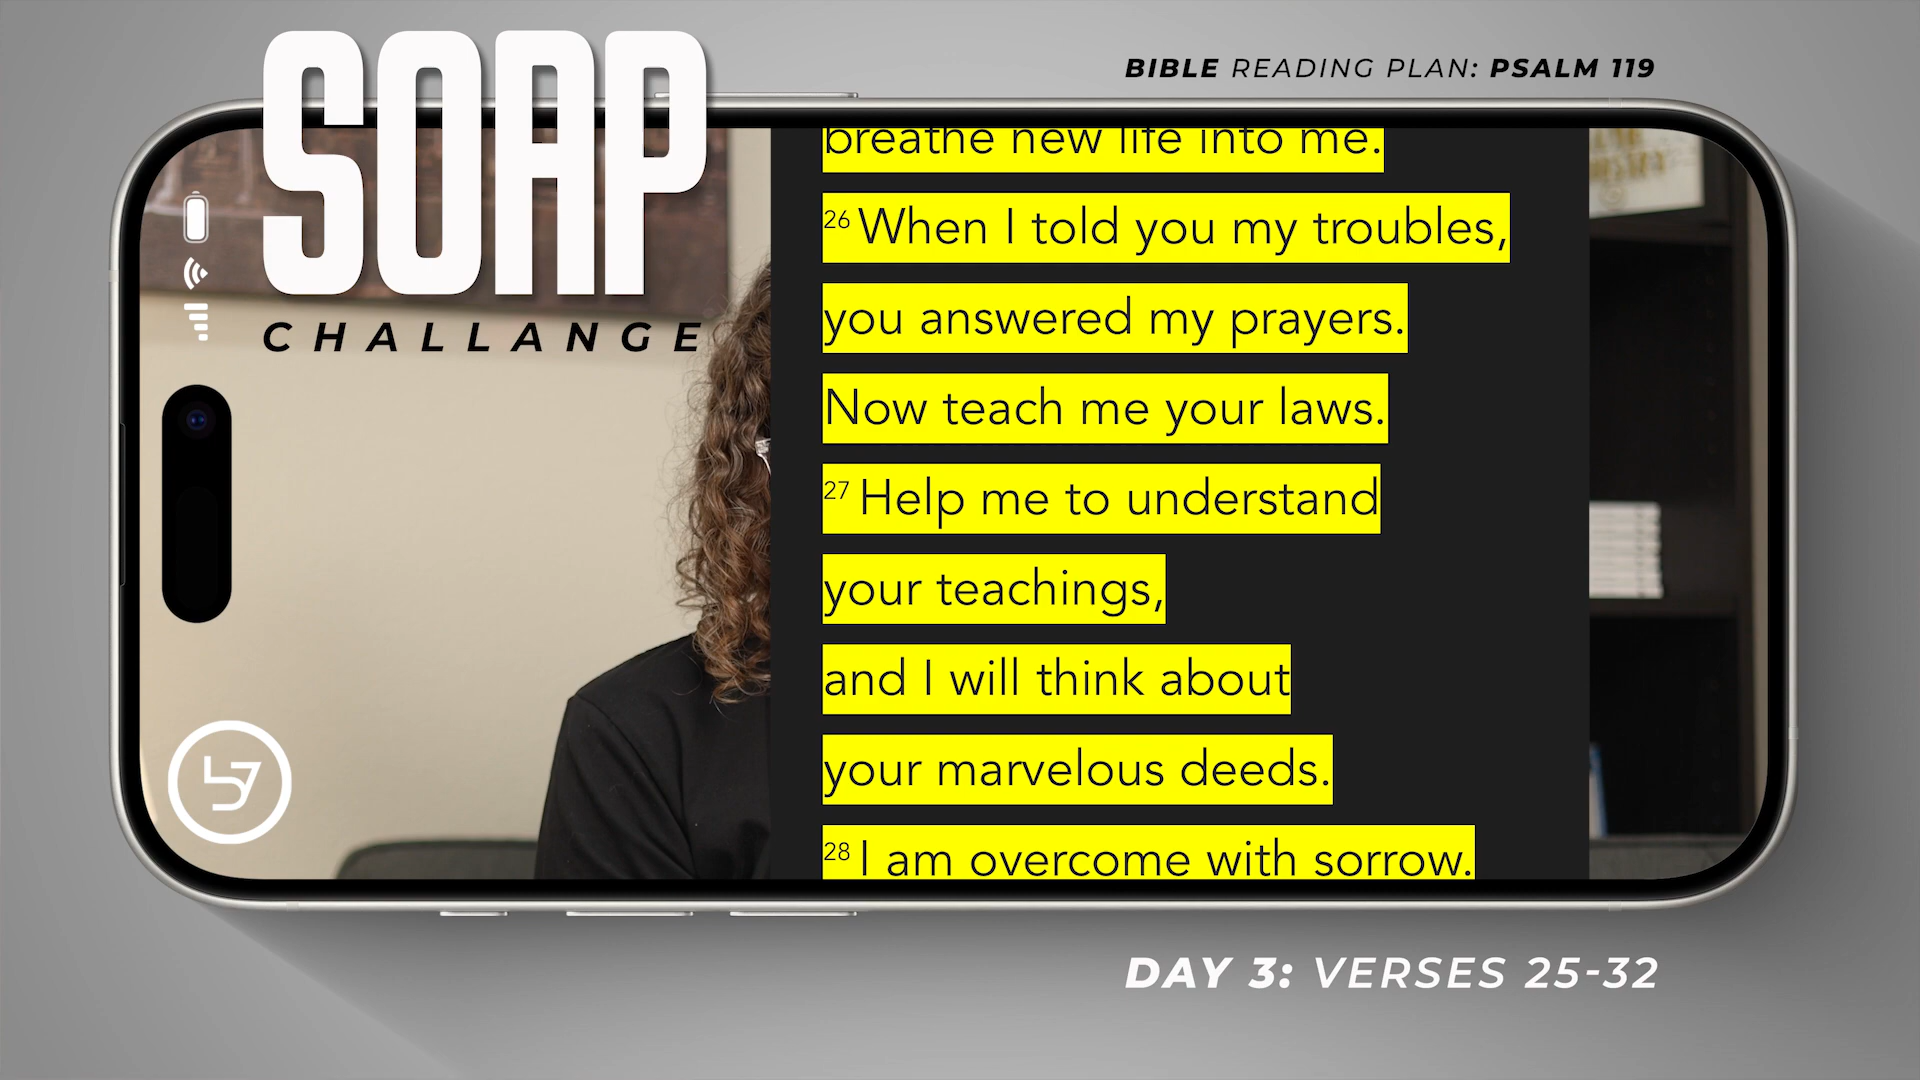 SOAP
CHALLANGE
BIBLE READING PLAN: PSALM 119
breathe new life into me.
26 When I told you my troubles,
you answered my prayers.
Now teach me your laws.
27 Help me to understand
your teachings,
and I will think about
your marvelous deeds.
28 I am overcome with sorrow.
DAY 3: VERSES 25-32